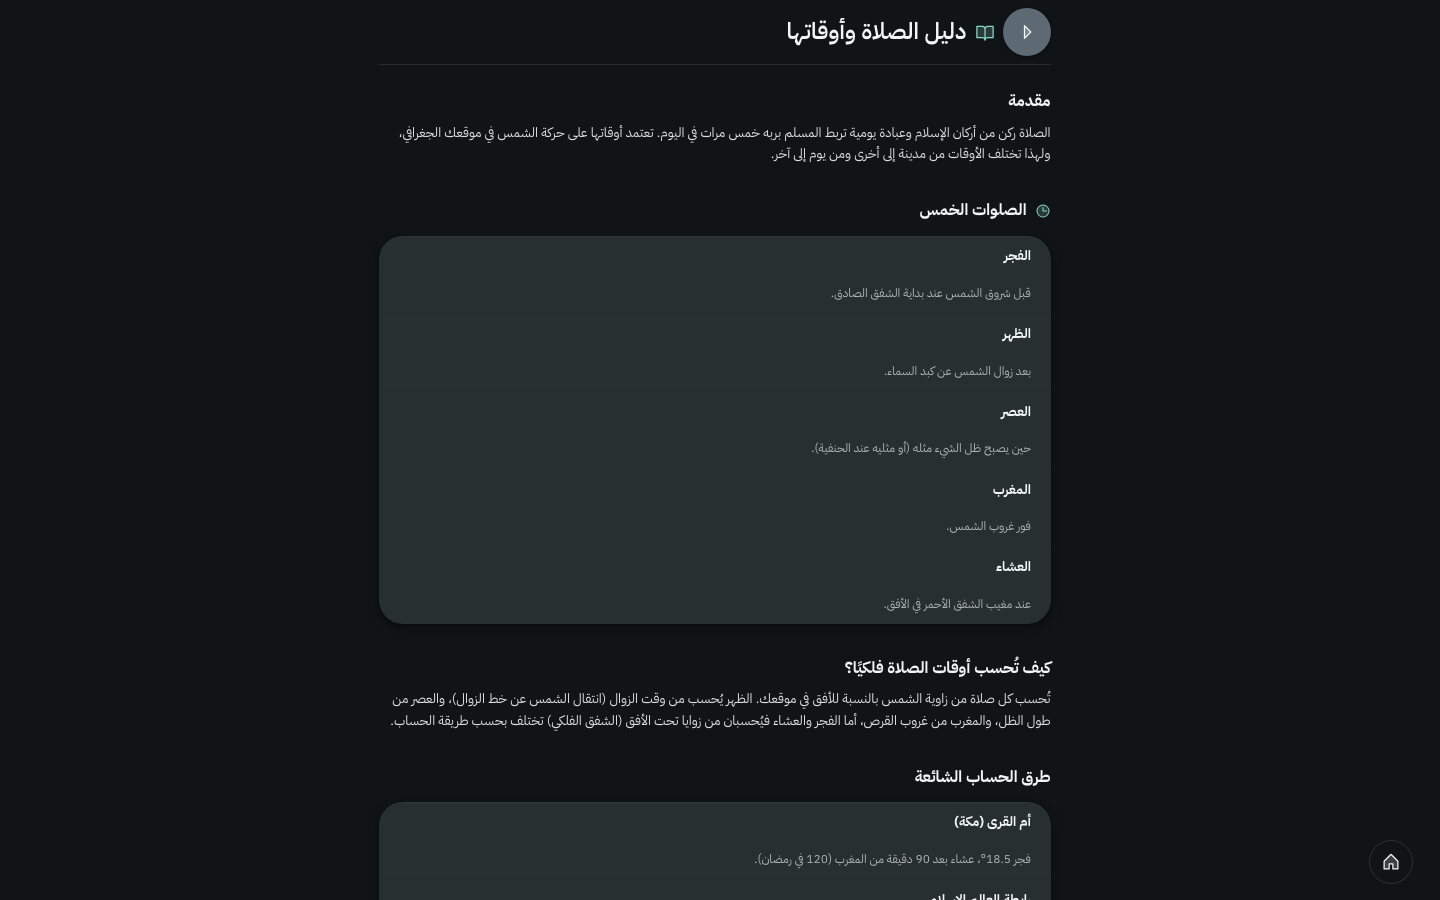 دليل الصلاة وأوقاتها
مقدمة
الصلاة ركن من أركان الإسلام وعبادة يومية تربط المسلم بربه خمس مرات في اليوم. تعتمد أوقاتها على حركة الشمس في موقعك الجغرافي،
ولهذا تختلف الأوقات من مدينة إلى أخرى ومن يوم إلى آخر.
الصلوات الخمس
الفجر
قبل شروق الشمس عند بداية الشفق الصادق.
الظهر
بعد زوال الشمس عن كبد السماء.
العصر
حين يصبح ظل الشيء مثله (أو مثليه عند الحنفية).
المغرب
فور غروب الشمس.
العشاء
عند مغيب الشفق الأحمر في الأفق.
كيف تُحسب أوقات الصلاة فلكيًا؟
تُحسب كل صلاة من زاوية الشمس بالنسبة للأفق في موقعك. الظهر يُحسب من وقت الزوال (انتقال الشمس عن خط الزوال)، والعصر من
طول الظل، والمغرب من غروب القرص، أما الفجر والعشاء فيُحسبان من زوايا تحت الأفق (الشفق الفلكي) تختلف بحسب طريقة الحساب.
طرق الحساب الشائعة
أم القرى (مكة)
فجر 18.5°، عشاء بعد 90 دقيقة من المغرب (120 في رمضان).